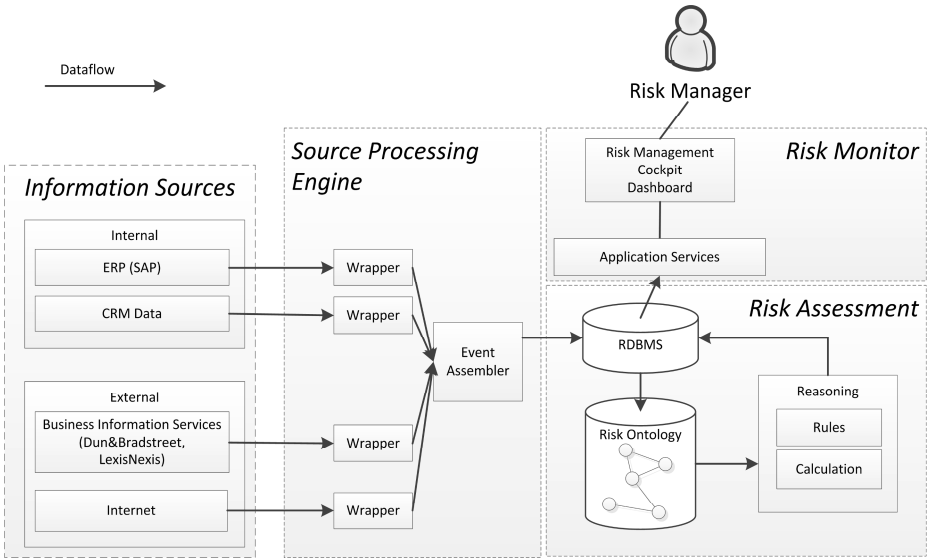 Dataflow
Risk Manager
Information Sources
Internal
ERP (SAP)
CRM Data
External
Business Information Services
(Dun&Bradstreet,
LexisNexis)
Internet
Source Processing
Engine
Wrapper
Wrapper
Wrapper
Wrapper
Event
Assembler
Risk Monitor
Risk Management
Cockpit
Dashboard
Application Services
Risk Assessment
RDBMS
Risk Ontology
Reasoning
Rules
Calculation